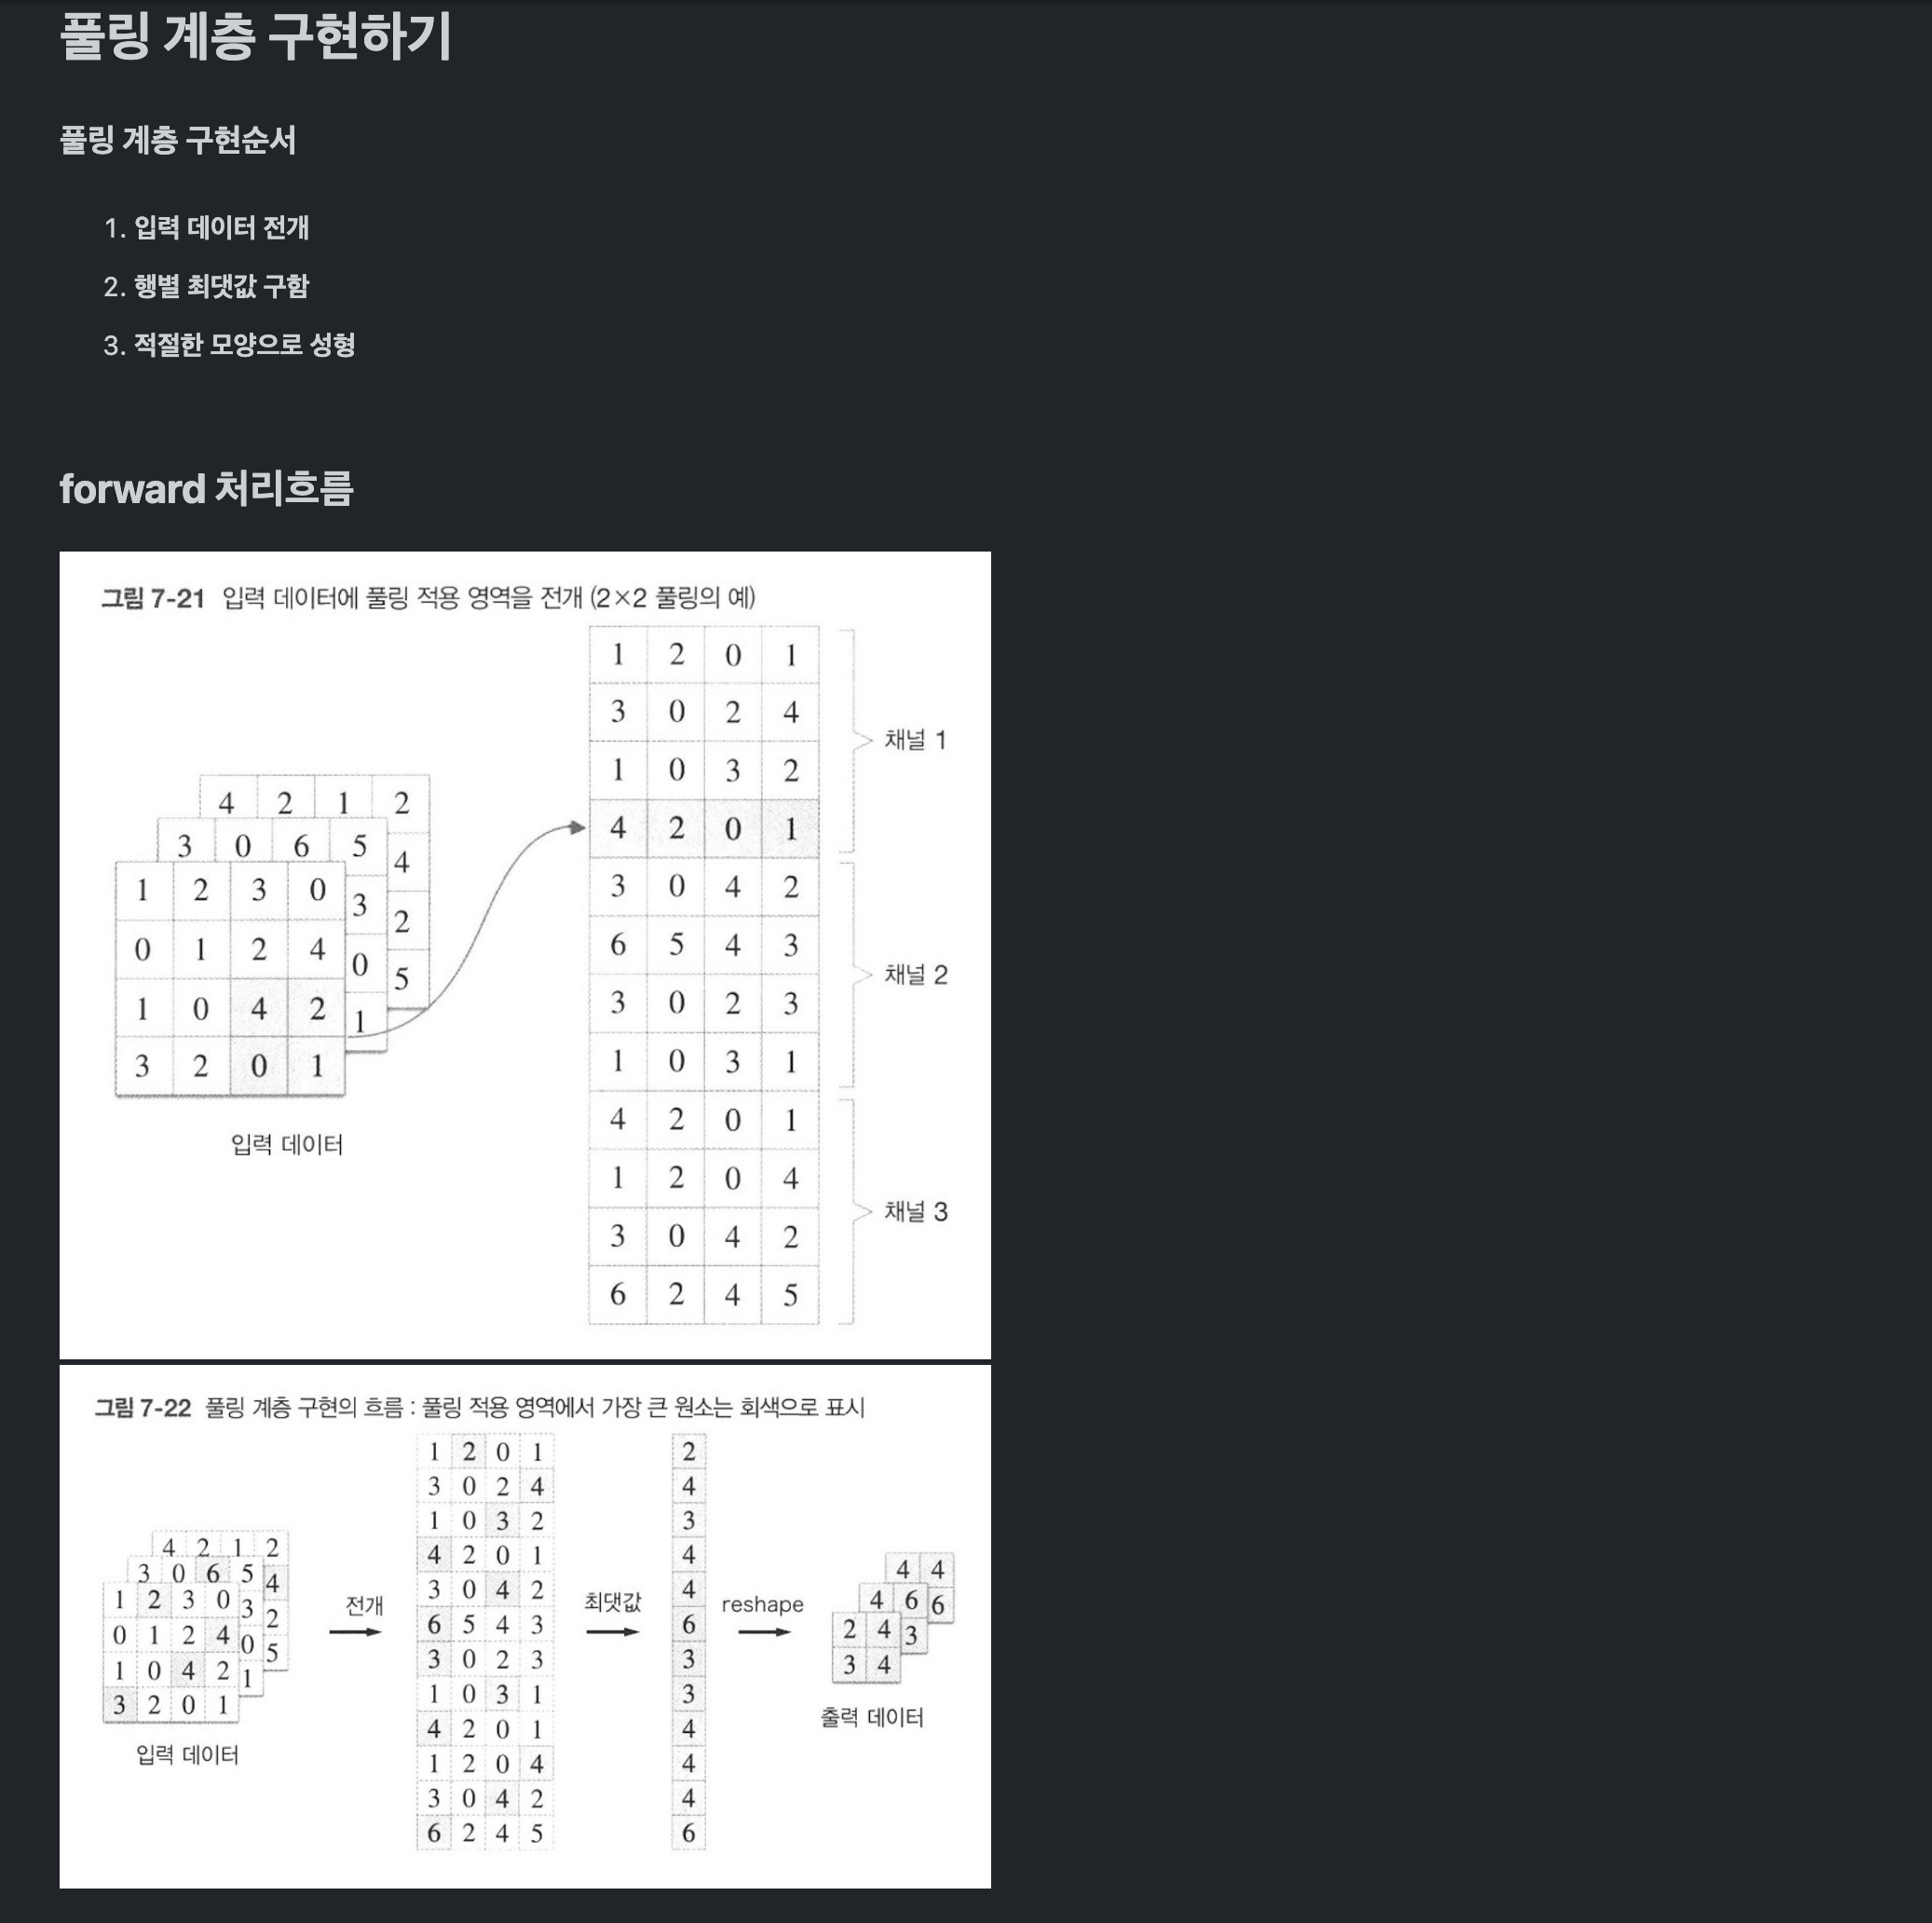 풀링 계층 구현하기
풀링 계층 구현순서
1. 입력 데이터 전개
2. 행별 최댓값 구함
3. 적절한 모양으로 성형
forward 처리흐름
그림 7-21 입력 데이터에 풀링 적용 영역을 전개 (2×2 풀링의 예)
4 2 1 2
3 0 6 5 4
1 2 3 0 3 2
0 1 2 4 0 5
1 0 4 2 1
3 2 0 1
입력 데이터
1 2 0 1
3 0 2 4
1 0 3 2
4 2 0 1
채널 1
3 0 4 2
6 5 4 3
3 0 2 3
1 0 3 1
채널 2
4 2 0 1
1 2 0 4
3 0 4 2
6 2 4 5
채널 3
그림 7-22 풀링 계층 구현의 흐름 : 풀링 적용 영역에서 가장 큰 원소는 회색으로 표시
4 2 1 2
3 0 6 5 4
1 2 3 0 3 2
0 1 2 4 0 5
1 0 4 2 1
3 2 0 1
입력 데이터
전개
1 2 0 1
3 0 2 4
1 0 3 2
4 2 0 1
3 0 4 2
6 5 4 3
3 0 2 3
1 0 3 1
4 2 0 1
1 2 0 4
3 0 4 2
6 2 4 5
최댓값
2
4
3
4
4
6
3
3
4
4
4
6
reshape
4 4
4 6 6
2 4 3
3 4
출력 데이터